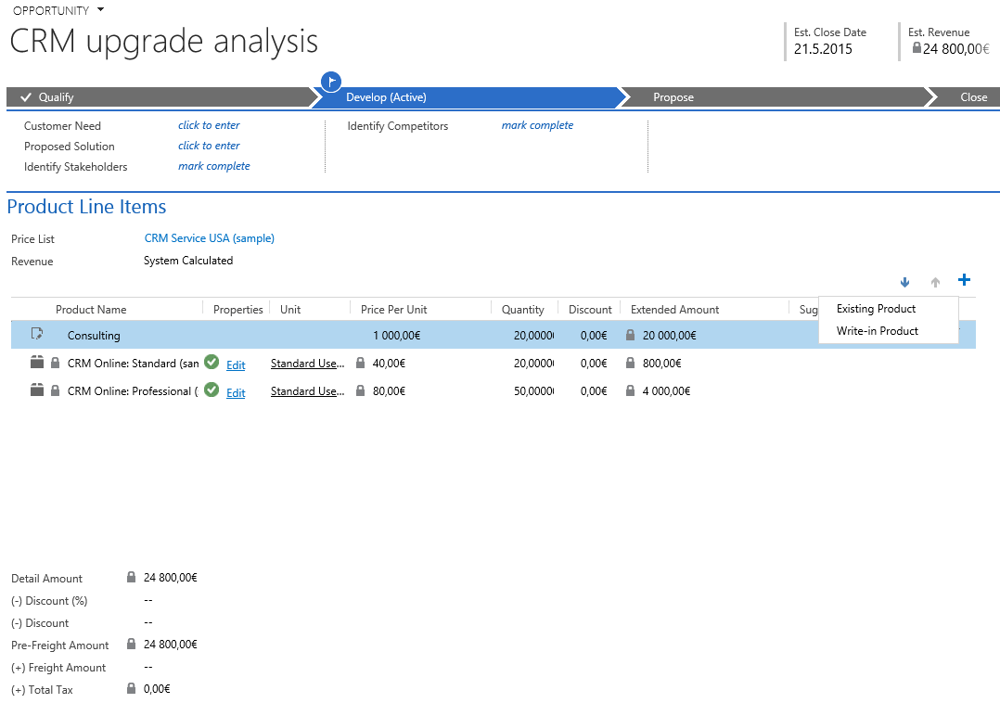 OPPORTUNITY
CRM upgrade analysis
Est. Close Date
21.5.2015
Est. Revenue
24 800,00€
Qualify
Develop (Active)
Propose
Close
Customer Need click to enter
Proposed Solution click to enter
Identify Stakeholders mark complete
Identify Competitors mark complete
Product Line Items
Price List CRM Service USA (sample)
Revenue System Calculated
Product Name Properties Unit Price Per Unit Quantity Discount Extended Amount Sug
Existing Product
Write-in Product
Consulting 1 000,00€ 20,0000 0,00€ 20 000,00€
CRM Online: Standard (san Edit Standard Use... 40,00€ 20,0000 0,00€ 800,00€
CRM Online: Professional ( Edit Standard Use... 80,00€ 50,0000 0,00€ 4 000,00€
Detail Amount 24 800,00€
(-) Discount (%) --
(-) Discount --
Pre-Freight Amount 24 800,00€
(+) Freight Amount --
(+) Total Tax 0,00€